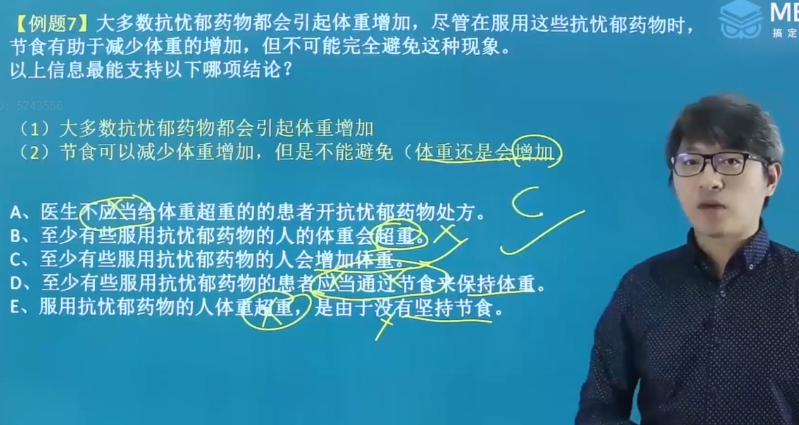 【例题7】大多数抗忧郁药物都会引起体重增加，尽管在服用这些抗忧郁药物时，
节食有助于减少体重的增加，但不可能完全避免这种现象。
以上信息最能支持以下哪项结论？
ID：5243556
（1）大多数抗忧郁药物都会引起体重增加
（2）节食可以减少体重增加，但是不能避免（体重还是会增加）
A、医生不应当给体重超重的的患者开抗忧郁药物处方。
B、至少有些服用抗忧郁药物的人的体重会超重。
C、至少有些服用抗忧郁药物的人会增加体重。
D、至少有些服用抗忧郁药物的患者应当通过节食来保持体重。
E、服用抗忧郁药物的人体重超重，是由于没有坚持节食。
C
搞定